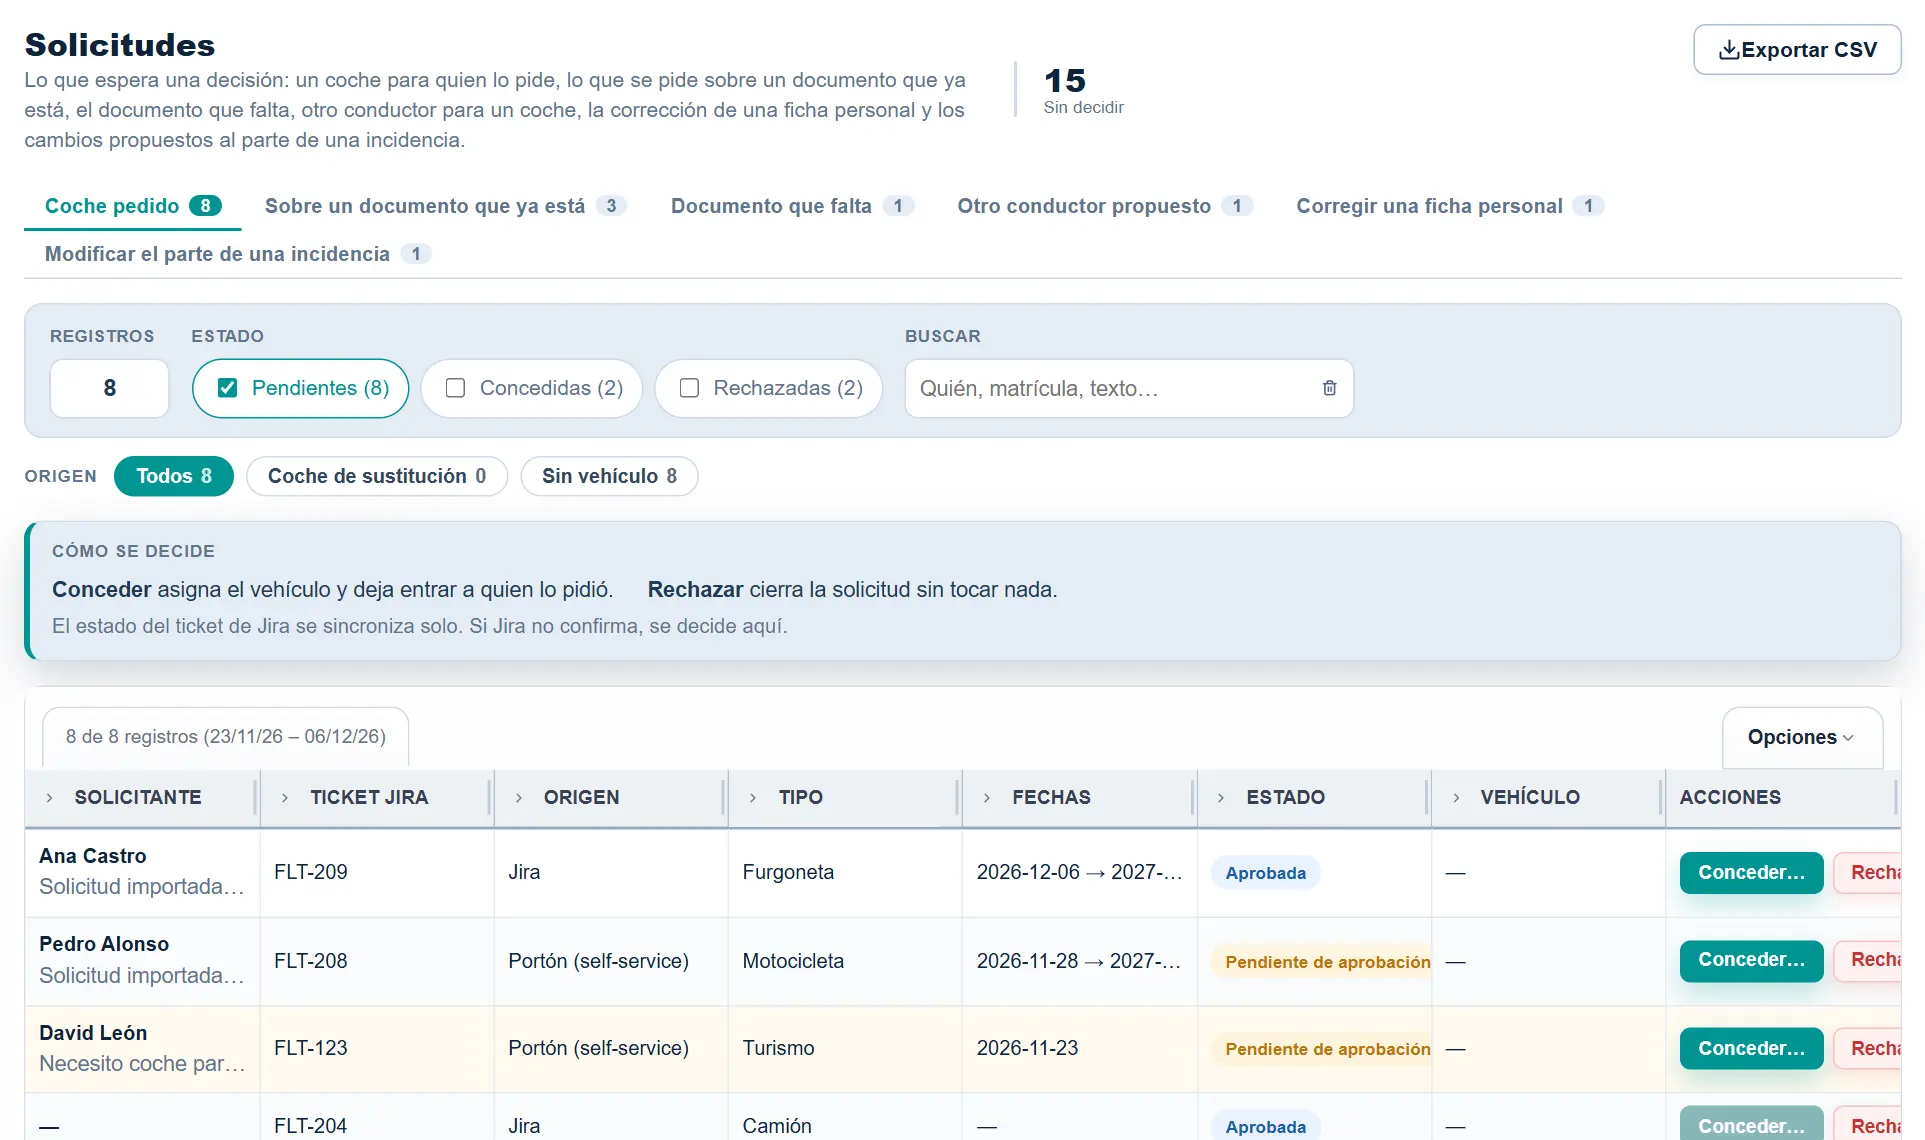 Solicitudes
Lo que espera una decisión: un coche para quien lo pide, lo que se pide sobre un documento que ya
está, el documento que falta, otro conductor para un coche, la corrección de una ficha personal y los
cambios propuestos al parte de una incidencia.
15
Sin decidir
Exportar CSV
Coche pedido 8
Sobre un documento que ya está 3
Documento que falta 1
Otro conductor propuesto 1
Corregir una ficha personal 1
Modificar el parte de una incidencia 1
REGISTROS
8
ESTADO
Pendientes (8)
Concedidas (2)
Rechazadas (2)
BUSCAR
Quién, matrícula, texto…
ORIGEN
Todos 8
Coche de sustitución 0
Sin vehículo 8
CÓMO SE DECIDE
Conceder asigna el vehículo y deja entrar a quien lo pidió. Rechazar cierra la solicitud sin tocar nada.
El estado del ticket de Jira se sincroniza solo. Si Jira no confirma, se decide aquí.
8 de 8 registros (23/11/26 – 06/12/26)
Opciones
SOLICITANTE TICKET JIRA ORIGEN TIPO FECHAS ESTADO VEHÍCULO ACCIONES
Ana Castro
Solicitud importada…
FLT-209 Jira Furgoneta 2026-12-06 → 2027-… Aprobada — Conceder… Recha
Pedro Alonso
Solicitud importada…
FLT-208 Portón (self-service) Motocicleta 2026-11-28 → 2027-… Pendiente de aprobación — Conceder… Recha
David León
Necesito coche par…
FLT-123 Portón (self-service) Turismo 2026-11-23 Pendiente de aprobación — Conceder… Recha
— FLT-204 Jira Camión — Aprobada — Conceder… Recha